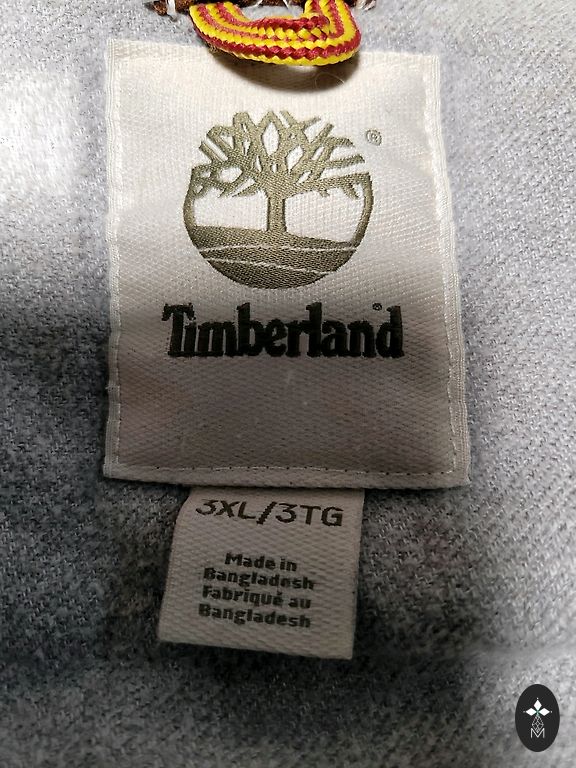 ®
Timberland®
3XL/3TG
Made in
Bangladesh
Fabriqué au
Bangladesh
M